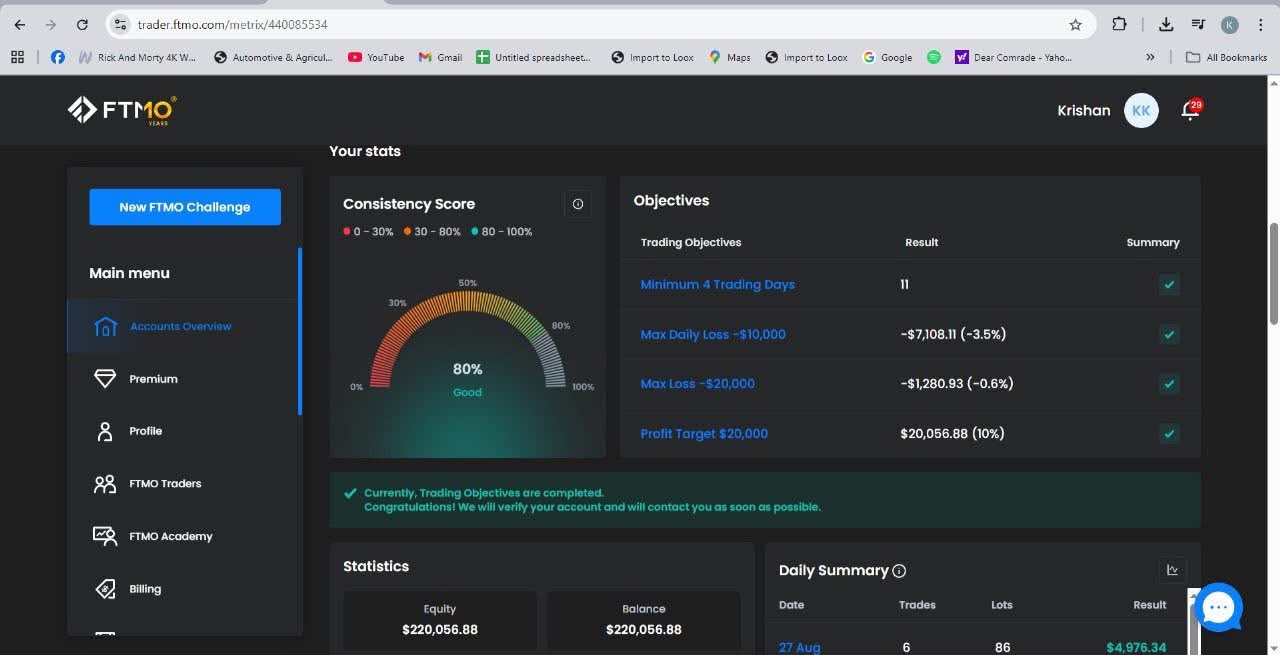 trader.ftmo.com/metrix/440085534
K
Rick And Morty 4K W...
Automotive & Agricul...
YouTube
Gmail
Untitled spreadsheet...
Import to Loox
Maps
Import to Loox
Google
Dear Comrade - Yaho...
All Bookmarks
FTMO
YEARS
Krishan
KK
29
New FTMO Challenge
Main menu
Accounts Overview
Premium
Profile
FTMO Traders
FTMO Academy
Billing
Your stats
Consistency Score
0 - 30% 30 - 80% 80 - 100%
50%
30%
80%
0%
100%
80%
Good
Objectives
Trading Objectives Result Summary
Minimum 4 Trading Days 11
Max Daily Loss -$10,000 -$7,108.11 (-3.5%)
Max Loss -$20,000 -$1,280.93 (-0.6%)
Profit Target $20,000 $20,056.88 (10%)
Currently, Trading Objectives are completed.
Congratulations! We will verify your account and will contact you as soon as possible.
Statistics
Equity
$220,056.88
Balance
$220,056.88
Daily Summary
Date Trades Lots Result
27 Aug 6 86 $4,976.34